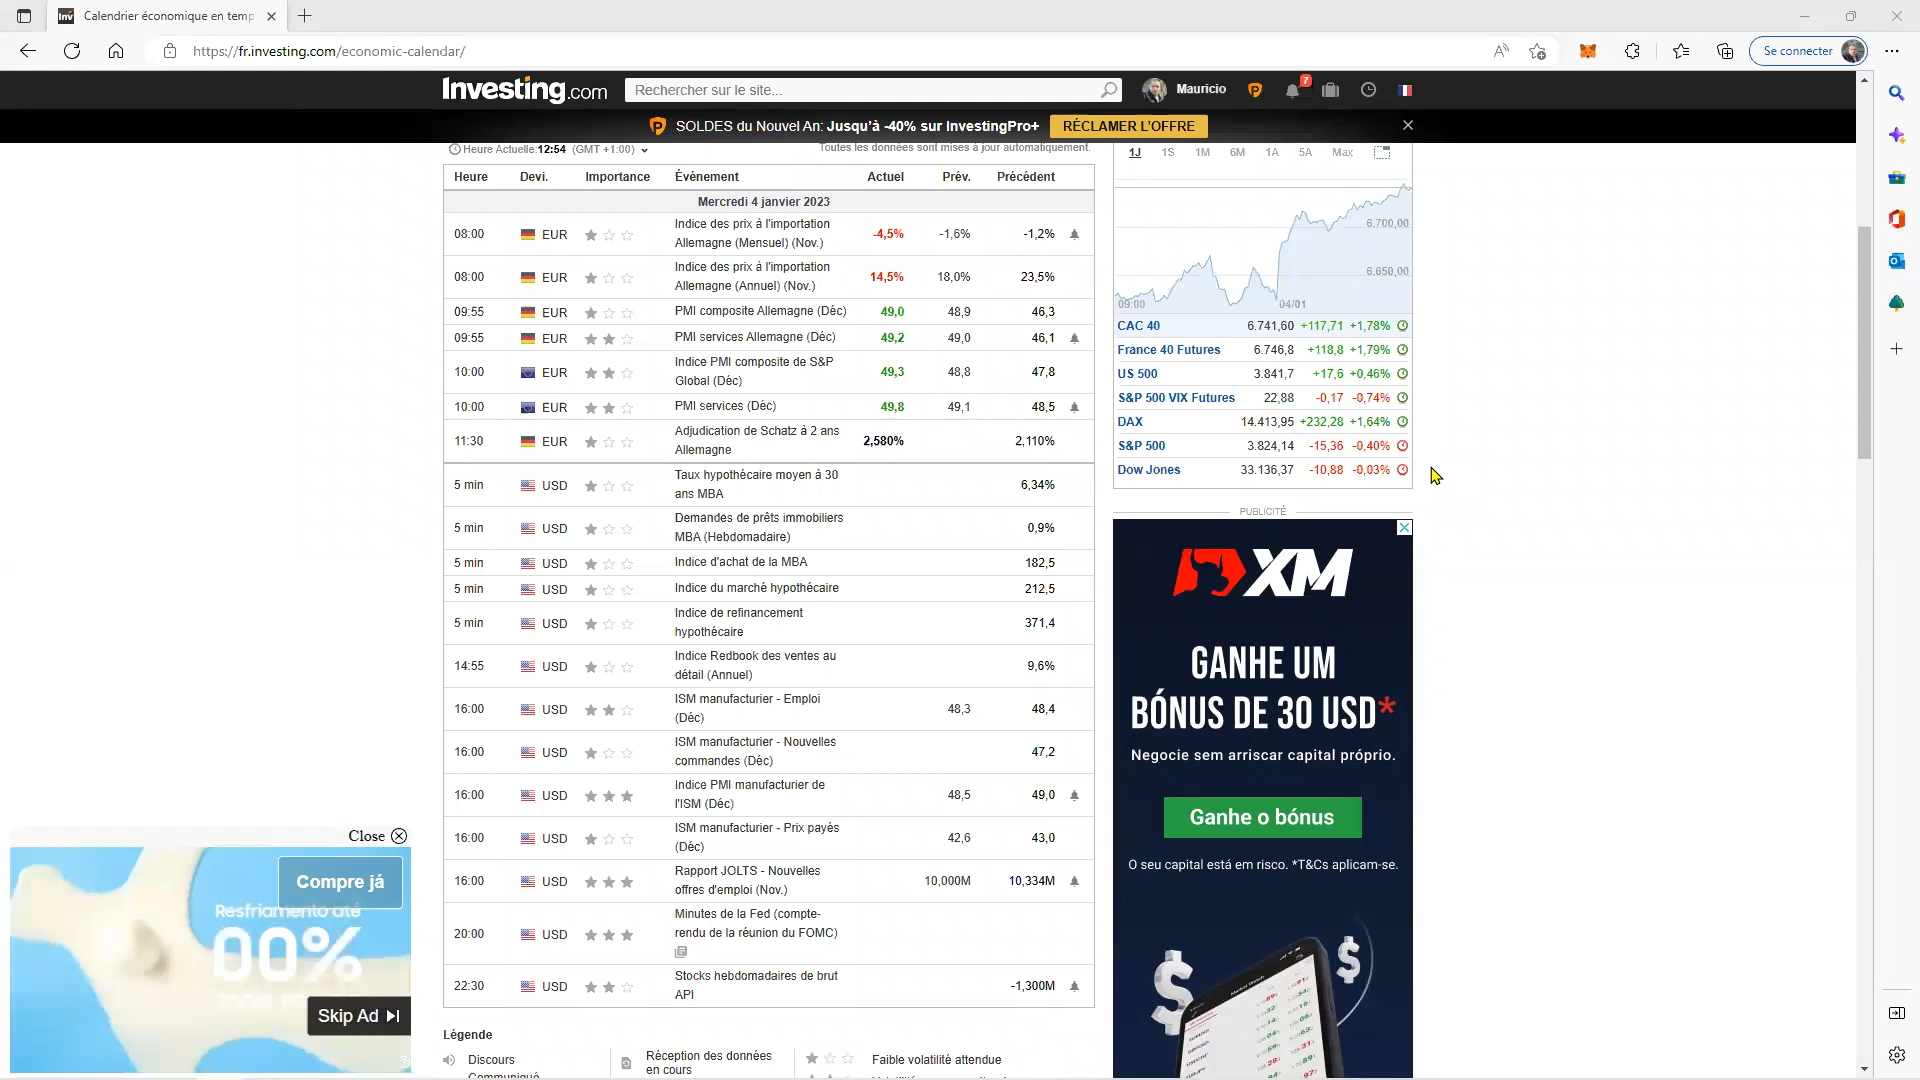 Calendrier économique en temp
https://fr.investing.com/economic-calendar/
Se connecter
Investing.com
Rechercher sur le site...
Mauricio
7
SOLDES du Nouvel An: Jusqu'à -40% sur InvestingPro+
RÉCLAMER L'OFFRE
Heure Actuelle:12:54 (GMT +1:00)
Toutes les données sont mises à jour automatiquement.
Heure Devi. Importance Événement Actuel Prév. Précédent
Mercredi 4 janvier 2023
08:00 EUR Indice des prix à l'importation
Allemagne (Mensuel) (Nov.) -4,5% -1,6% -1,2%
08:00 EUR Indice des prix à l'importation
Allemagne (Annuel) (Nov.) 14,5% 18,0% 23,5%
09:55 EUR PMI composite Allemagne (Déc) 49,0 48,9 46,3
09:55 EUR PMI services Allemagne (Déc) 49,2 49,0 46,1
10:00 EUR Indice PMI composite de S&P
Global (Déc) 49,3 48,8 47,8
10:00 EUR PMI services (Déc) 49,8 49,1 48,5
11:30 EUR Adjudication de Schatz à 2 ans
Allemagne 2,580% 2,110%
5 min USD Taux hypothécaire moyen à 30
ans MBA 6,34%
5 min USD Demandes de prêts immobiliers
MBA (Hebdomadaire) 0,9%
5 min USD Indice d'achat de la MBA 182,5
5 min USD Indice du marché hypothécaire 212,5
5 min USD Indice de refinancement
hypothécaire 371,4
14:55 USD Indice Redbook des ventes au
détail (Annuel) 9,6%
16:00 USD ISM manufacturier - Emploi
(Déc) 48,3 48,4
16:00 USD ISM manufacturier - Nouvelles
commandes (Déc) 47,2
16:00 USD Indice PMI manufacturier de
l'ISM (Déc) 48,5 49,0
16:00 USD ISM manufacturier - Prix payés
(Déc) 42,6 43,0
16:00 USD Rapport JOLTS - Nouvelles
offres d'emploi (Nov.) 10,000M 10,334M
20:00 USD Minutes de la Fed (compte-
rendu de la réunion du FOMC)
22:30 USD Stocks hebdomadaires de brut
API -1,300M
Légende
Discours
Communiqué
Réception des données
en cours
Faible volatilité attendue
1J 1S 1M 6M 1A 5A Max
6.700,00
6.650,00
09:00 04/01
CAC 40 6.741,60 +117,71 +1,78%
France 40 Futures 6.746,8 +118,8 +1,79%
US 500 3.841,7 +17,6 +0,46%
S&P 500 VIX Futures 22,88 -0,17 -0,74%
DAX 14.413,95 +232,28 +1,64%
S&P 500 3.824,14 -15,36 -0,40%
Dow Jones 33.136,37 -10,88 -0,03%
PUBLICITÉ
XM
GANHE UM
BÓNUS DE 30 USD*
Negocie sem arriscar capital próprio.
Ganhe o bónus
O seu capital está em risco. *T&Cs aplicam-se.
Close
Compre já
Resfriamento até
00%
Skip Ad